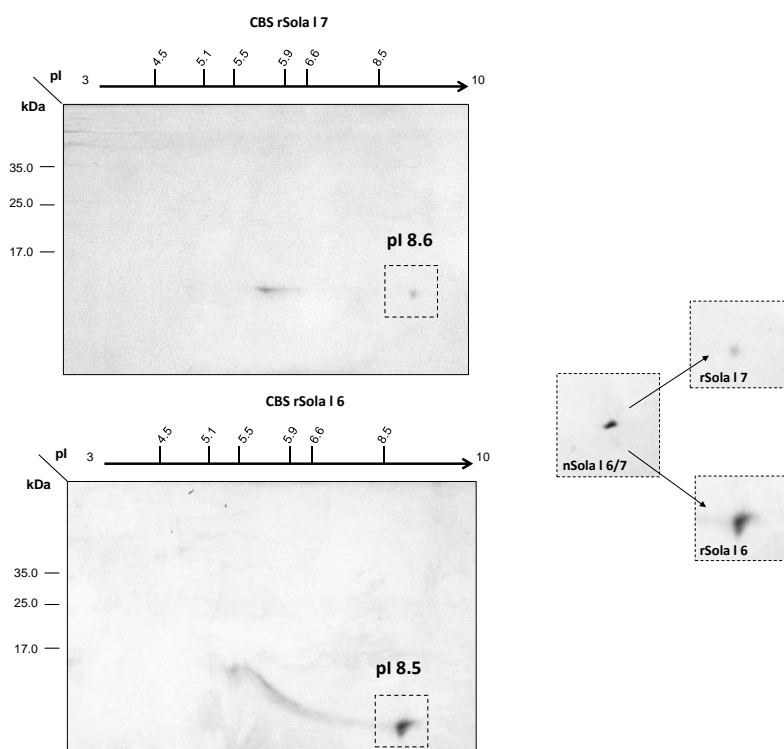 CBS rSola l 7
pI
3
4.5
5.1
5.5
5.9
6.6
8.5
10
kDa
35.0
25.0
17.0
pI 8.6
CBS rSola l 6
pI
3
4.5
5.1
5.5
5.9
6.6
8.5
10
kDa
35.0
25.0
17.0
pI 8.5
rSola l 7
nSola l 6/7
rSola l 6